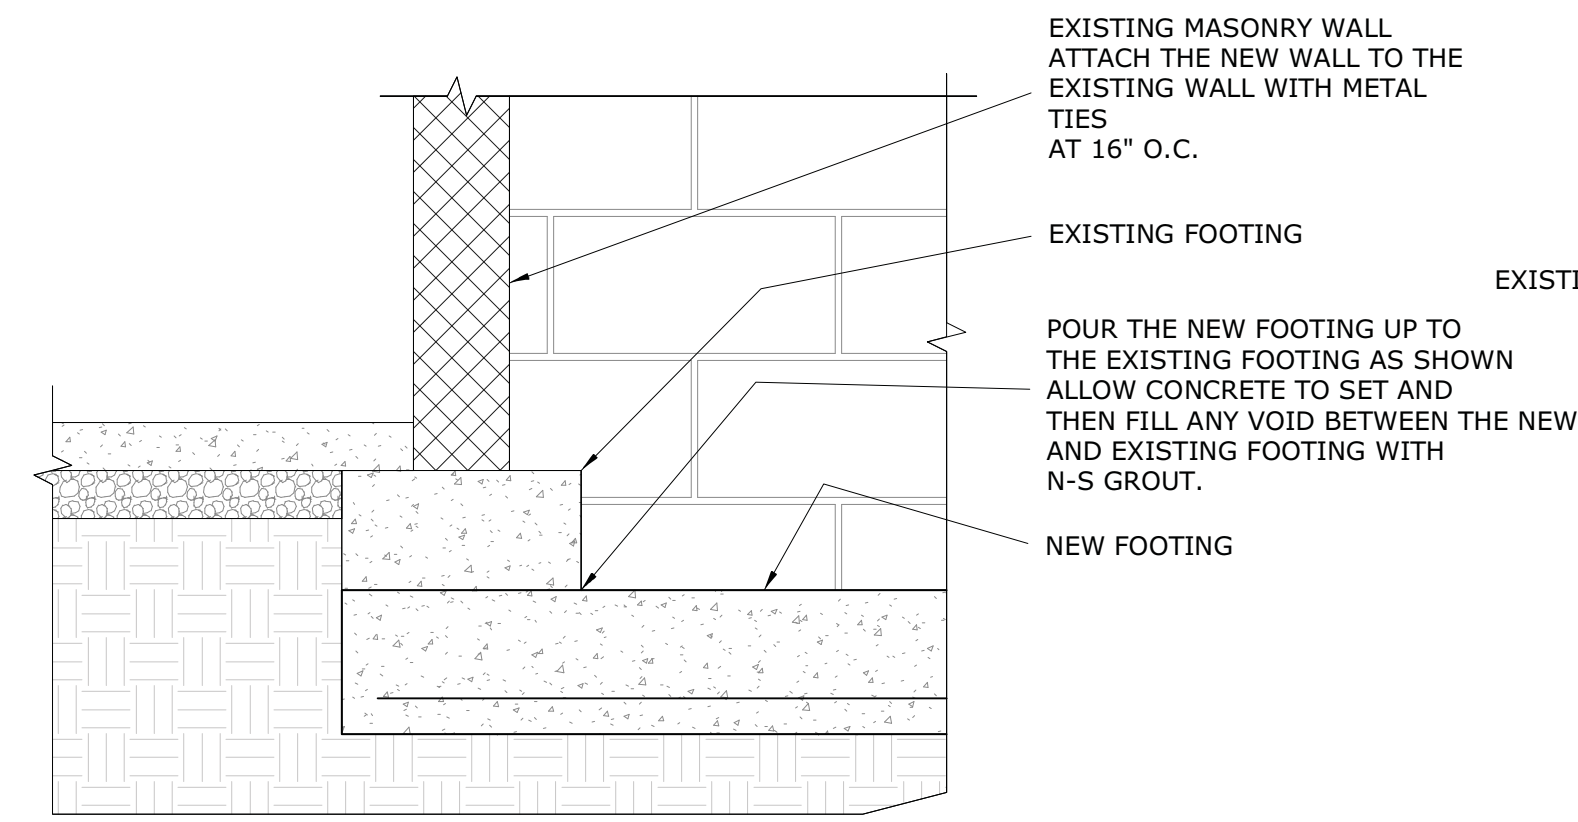 EXISTING MASONRY WALL
ATTACH THE NEW WALL TO THE
EXISTING WALL WITH METAL
TIES
AT 16" O.C.
EXISTING FOOTING
EXISTI
POUR THE NEW FOOTING UP TO
THE EXISTING FOOTING AS SHOWN
ALLOW CONCRETE TO SET AND
THEN FILL ANY VOID BETWEEN THE NEW
AND EXISTING FOOTING WITH
N-S GROUT.
NEW FOOTING